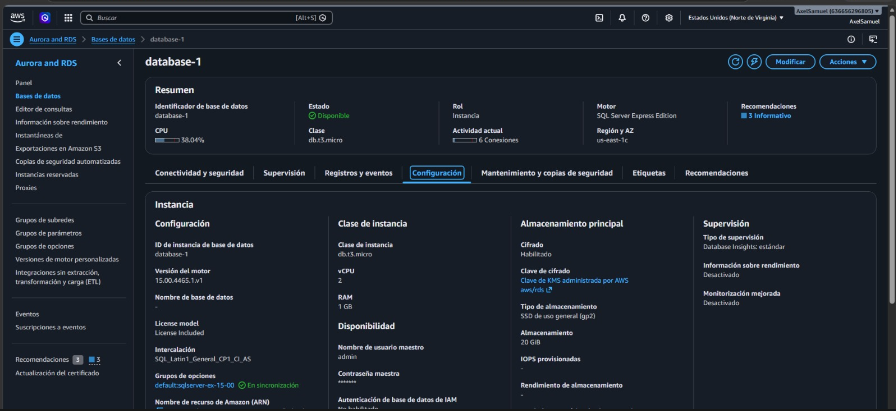 aws
Buscar
[Alt+S]
Estados Unidos (Norte de Virginia)
AxelSamuel (636656296805)
AxelSamuel
Aurora and RDS
Bases de datos
database-1
Aurora and RDS
Panel
Bases de datos
Editor de consultas
Información sobre rendimiento
Instantáneas de
Exportaciones en Amazon S3
Copias de seguridad automatizadas
Instancias reservadas
Proxies
Grupos de subredes
Grupos de parámetros
Grupos de opciones
Versiones de motor personalizadas
Integraciones sin extracción,
transformación y carga (ETL)
Eventos
Suscripciones a eventos
Recomendaciones 3 3
Actualización del certificado
database-1
Modificar
Acciones
Resumen
Identificador de base de datos
database-1
Estado
Disponible
Rol
Instancia
Motor
SQL Server Express Edition
Recomendaciones
3 Informativo
CPU
38.04%
Clase
db.t3.micro
Actividad actual
6 Conexiones
Región y AZ
us-east-1c
Conectividad y seguridad
Supervisión
Registros y eventos
Configuración
Mantenimiento y copias de seguridad
Etiquetas
Recomendaciones
Instancia
Configuración
ID de instancia de base de datos
database-1
Versión del motor
15.00.4465.1.v1
Nombre de base de datos
-
License model
License Included
Intercalación
SQL_Latin1_General_CP1_CI_AS
Grupos de opciones
default:sqlserver-ex-15-00 En sincronización
Nombre de recurso de Amazon (ARN)
Clase de instancia
Clase de instancia
db.t3.micro
vCPU
2
RAM
1 GB
Disponibilidad
Nombre de usuario maestro
admin
Contraseña maestra
*******
Autenticación de base de datos de IAM
Almacenamiento principal
Cifrado
Habilitado
Clave de cifrado
Clave de KMS administrada por AWS
aws/rds
Tipo de almacenamiento
SSD de uso general (gp2)
Almacenamiento
20 GiB
IOPS provisionadas
-
Rendimiento de almacenamiento
-
Supervisión
Tipo de supervisión
Database Insights: estándar
Información sobre rendimiento
Desactivado
Monitorización mejorada
Desactivado